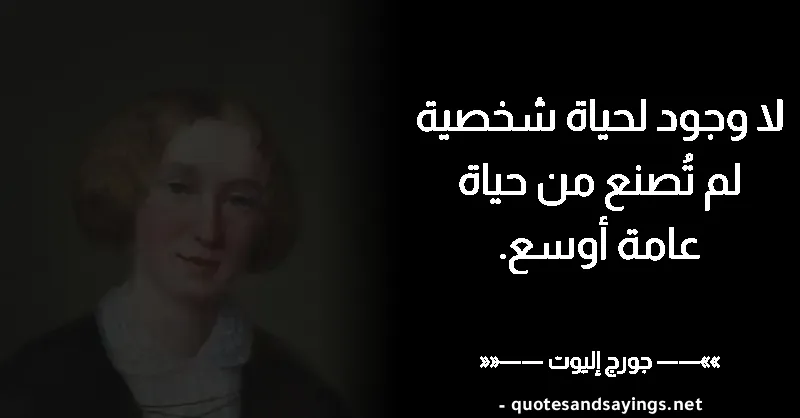 لا وجود لحياة شخصية
لم تُصنع من حياة
عامة أوسع.
»»—— جورج إليوت ——««
- quotesandsayings.net